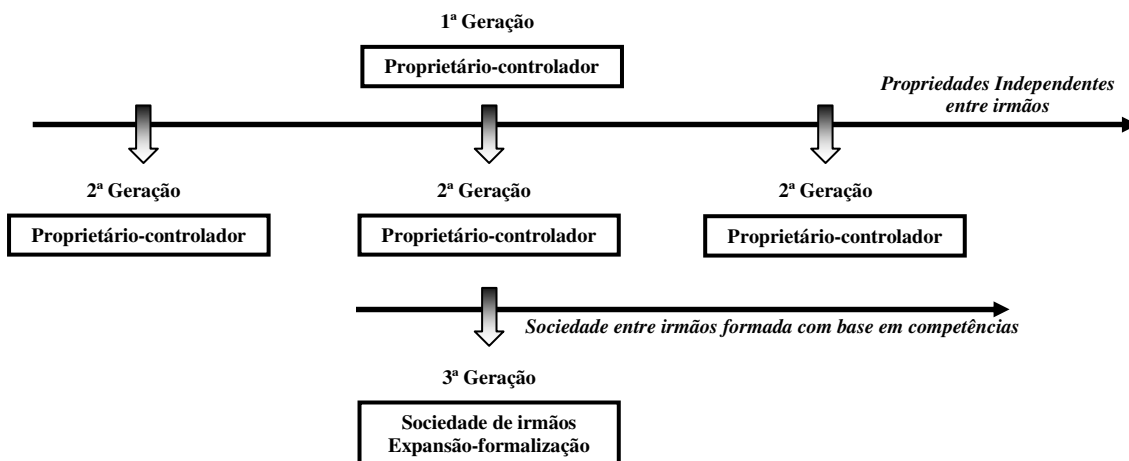 1ª Geração
Proprietário-controlador
Propriedades Independentes
entre irmãos
2ª Geração
2ª Geração
2ª Geração
Proprietário-controlador
Proprietário-controlador
Proprietário-controlador
Sociedade entre irmãos formada com base em competências
3ª Geração
Sociedade de irmãos
Expansão-formalização